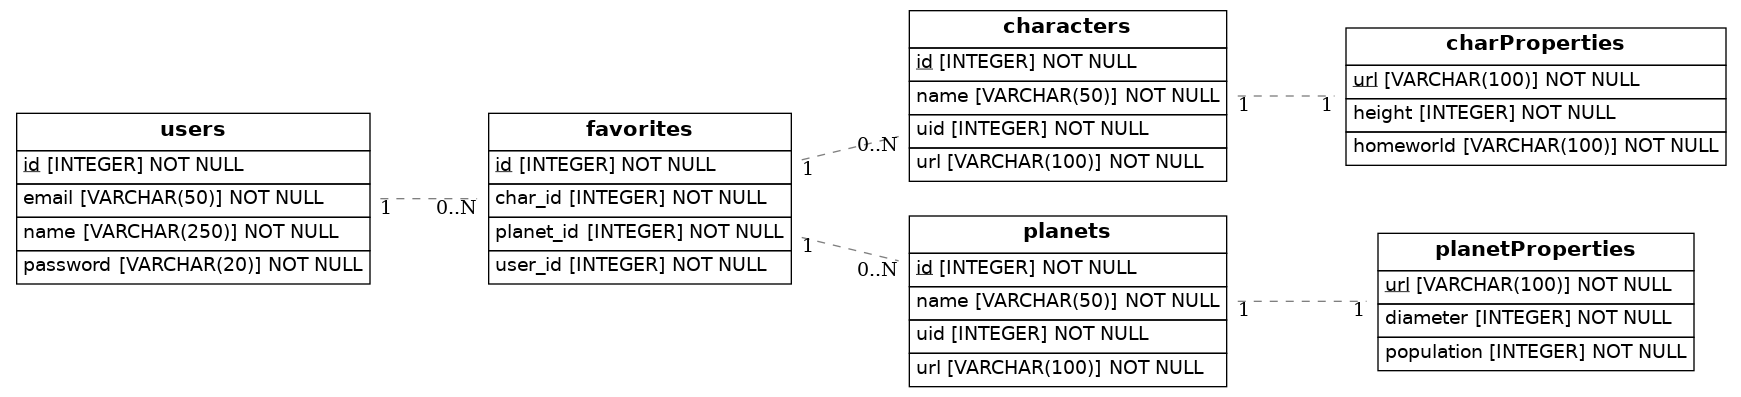 users
id [INTEGER] NOT NULL
email [VARCHAR(50)] NOT NULL
name [VARCHAR(250)] NOT NULL
password [VARCHAR(20)] NOT NULL
1
0..N
favorites
id [INTEGER] NOT NULL
char_id [INTEGER] NOT NULL
planet_id [INTEGER] NOT NULL
user_id [INTEGER] NOT NULL
1
0..N
1
0..N
characters
id [INTEGER] NOT NULL
name [VARCHAR(50)] NOT NULL
uid [INTEGER] NOT NULL
url [VARCHAR(100)] NOT NULL
1
1
charProperties
url [VARCHAR(100)] NOT NULL
height [INTEGER] NOT NULL
homeworld [VARCHAR(100)] NOT NULL
planets
id [INTEGER] NOT NULL
name [VARCHAR(50)] NOT NULL
uid [INTEGER] NOT NULL
url [VARCHAR(100)] NOT NULL
1
1
planetProperties
url [VARCHAR(100)] NOT NULL
diameter [INTEGER] NOT NULL
population [INTEGER] NOT NULL